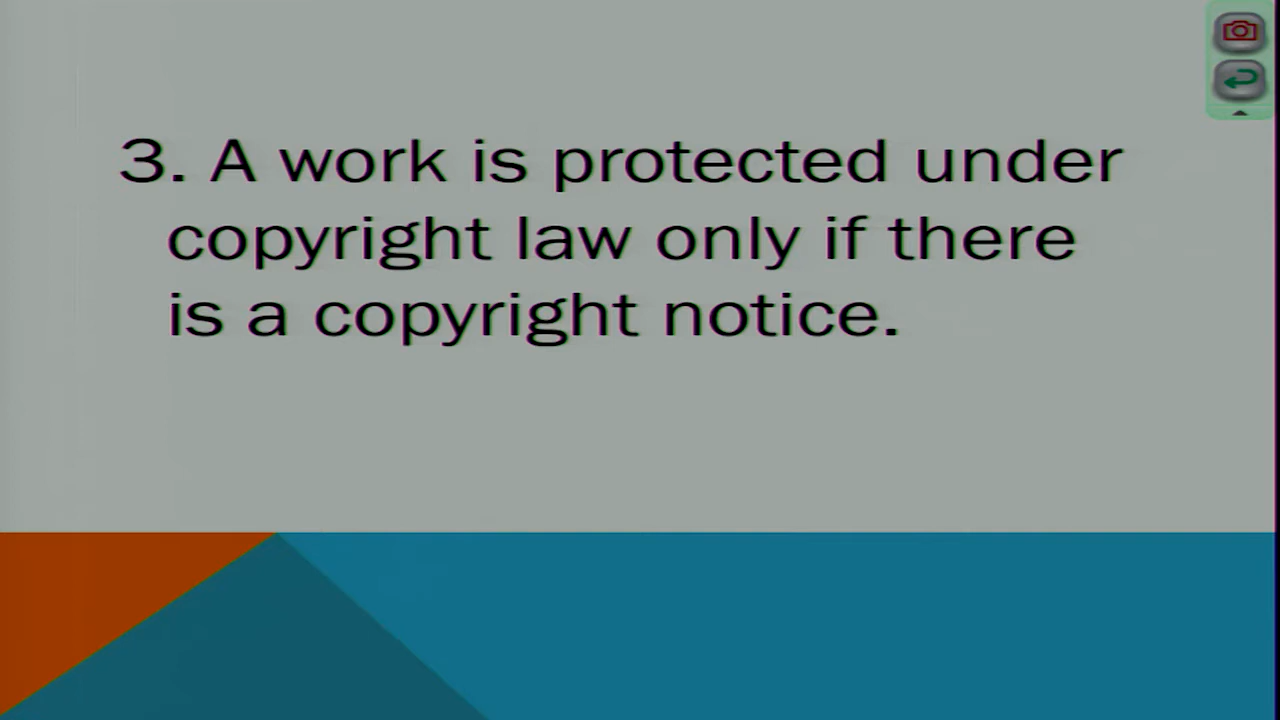 3. A work is protected under
copyright law only if there
is a copyright notice.